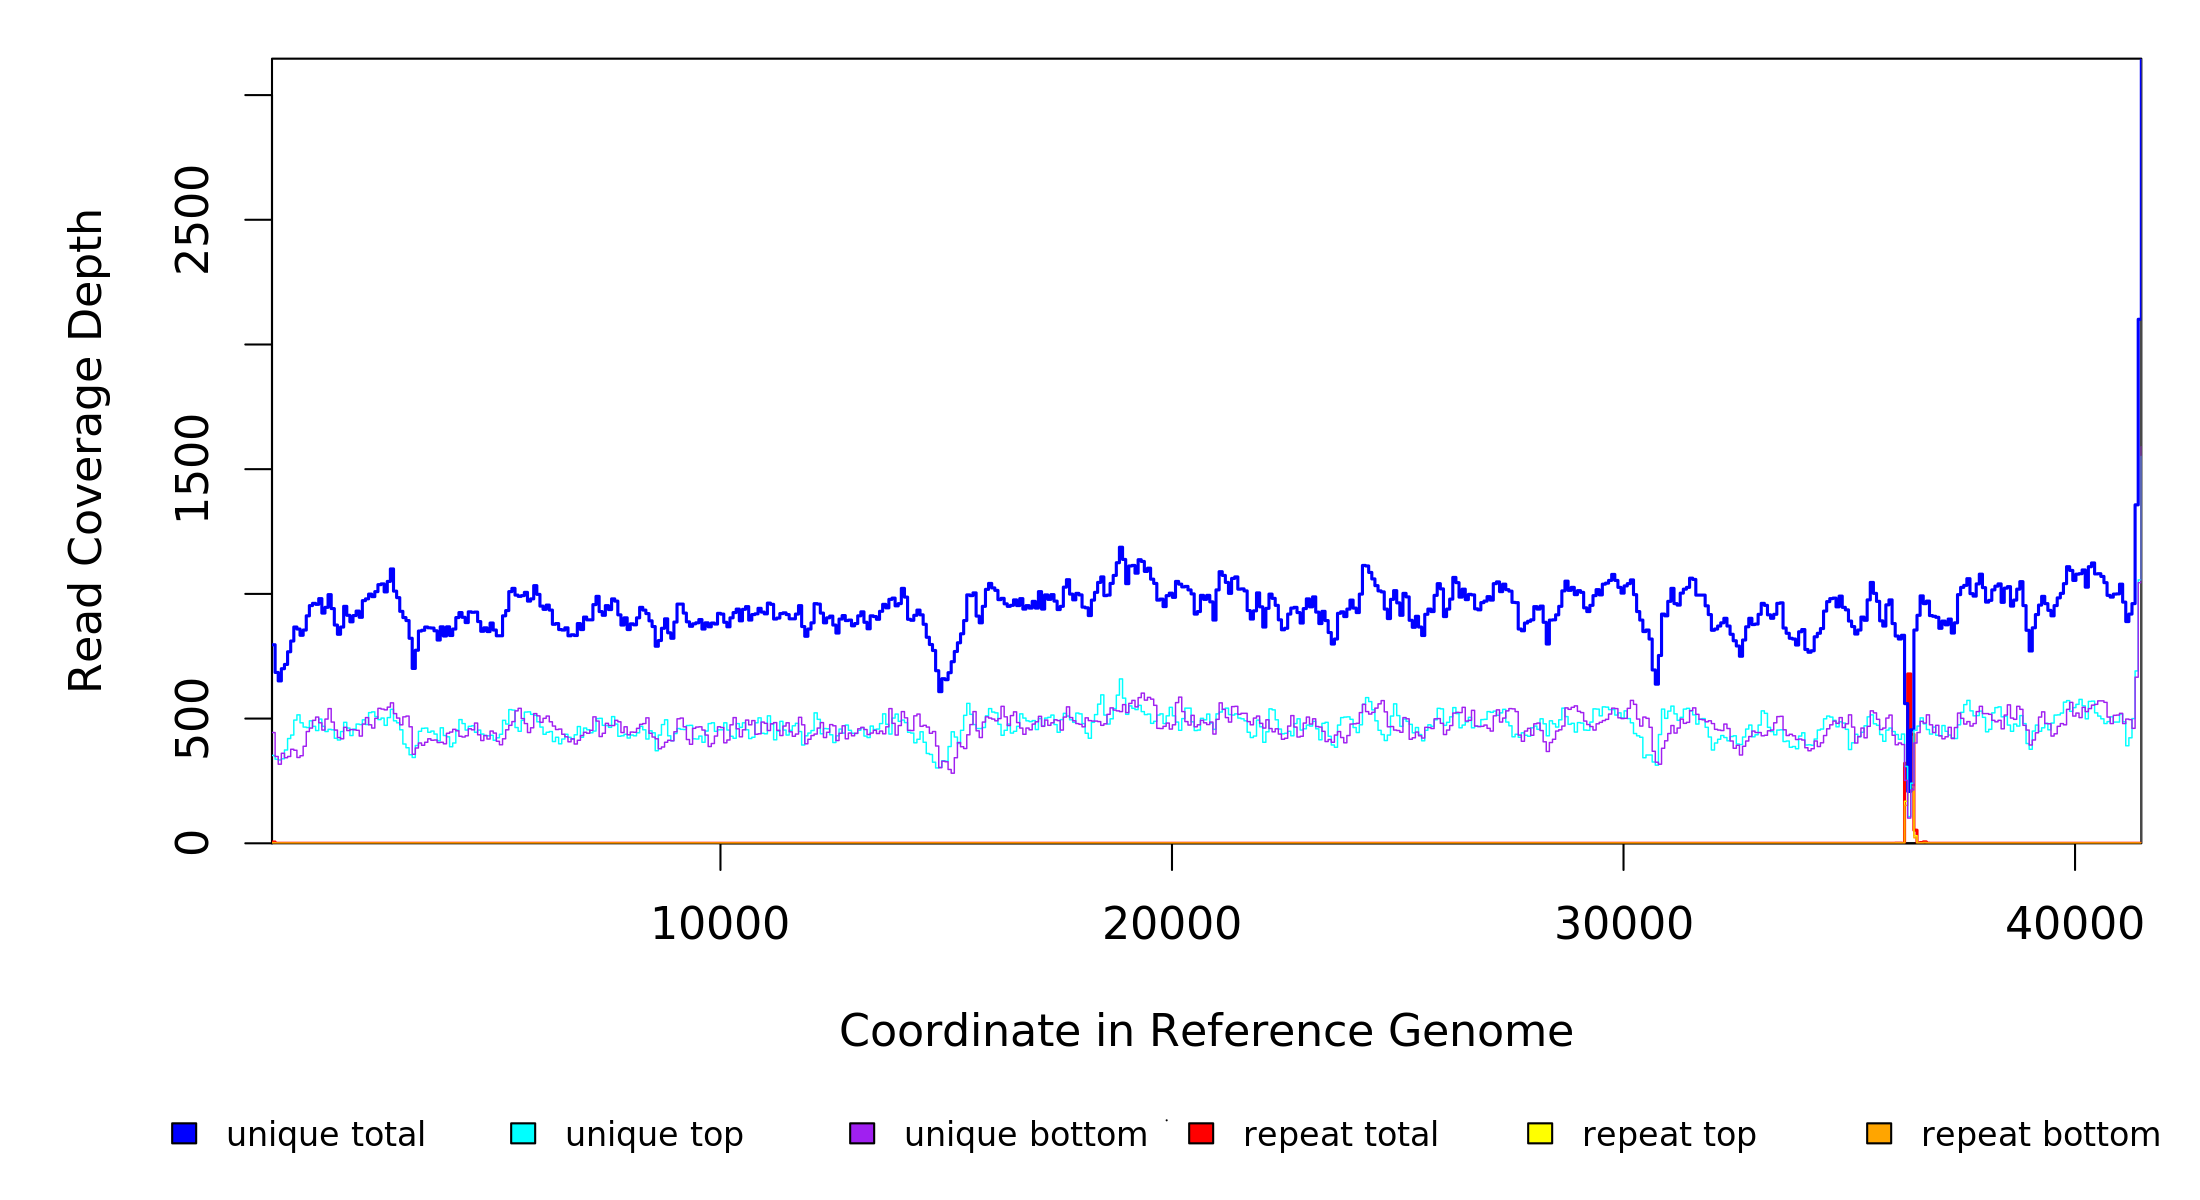 Read Coverage Depth
2500
1500
500
0
10000 20000 30000 40000
Coordinate in Reference Genome
unique total unique top unique bottom repeat total repeat top repeat bottom